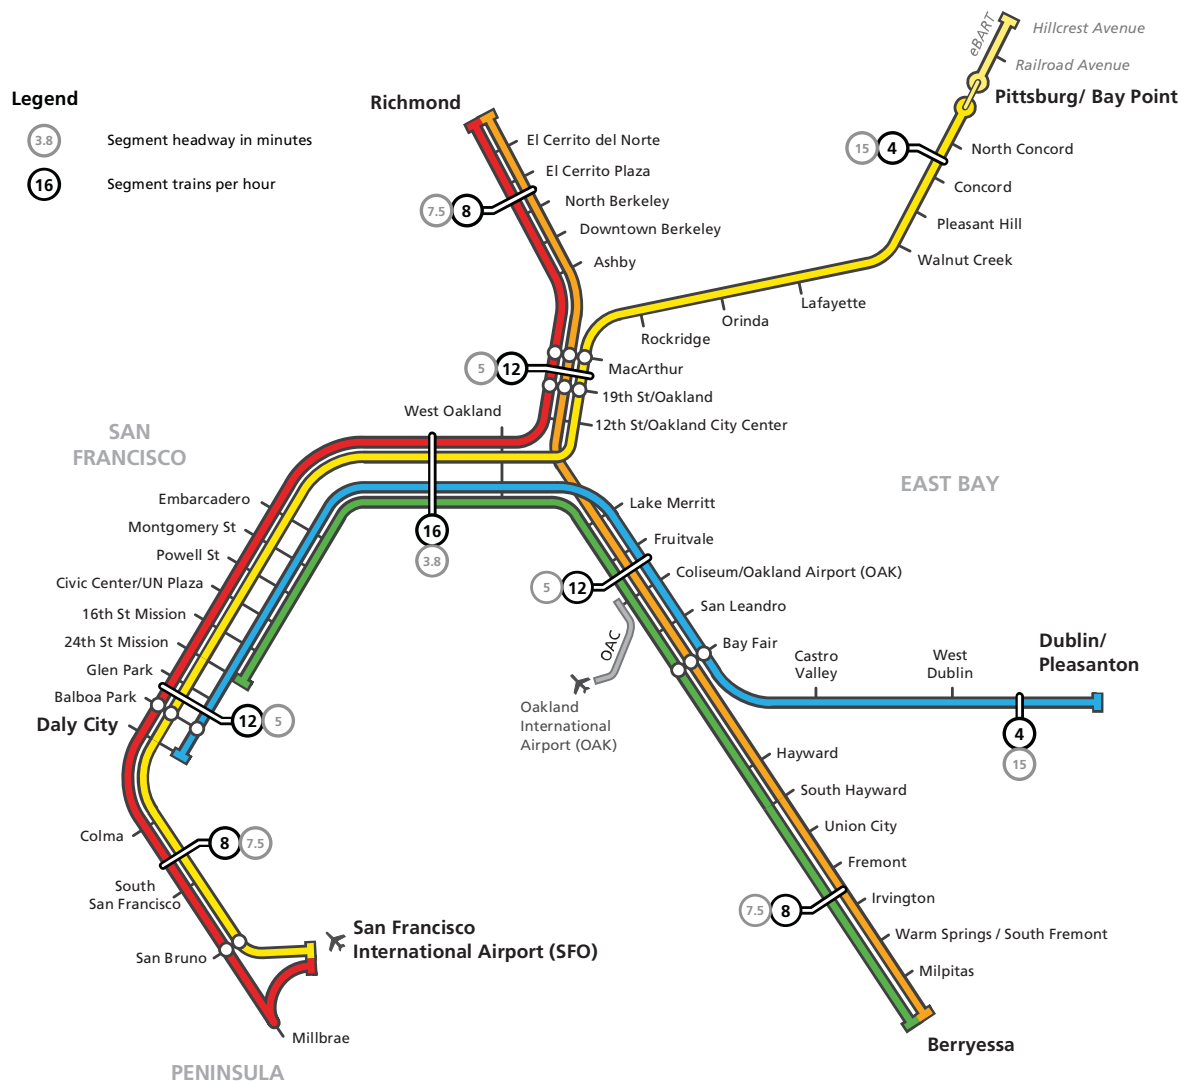 Legend
3.8
Segment headway in minutes
16
Segment trains per hour
Hillcrest Avenue
eBART
Railroad Avenue
Pittsburg/ Bay Point
Richmond
El Cerrito del Norte
El Cerrito Plaza
North Berkeley
Downtown Berkeley
Ashby
7.5
8
15
4
North Concord
Concord
Pleasant Hill
Walnut Creek
Lafayette
Orinda
Rockridge
5
12
MacArthur
19th St/Oakland
12th St/Oakland City Center
West Oakland
SAN
FRANCISCO
EAST BAY
Embarcadero
Montgomery St
Powell St
Civic Center/UN Plaza
16th St Mission
24th St Mission
Glen Park
Balboa Park
Daly City
16
3.8
Lake Merritt
Fruitvale
Coliseum/Oakland Airport (OAK)
San Leandro
Bay Fair
5
12
OAC
Oakland
International
Airport (OAK)
Castro
Valley
West
Dublin
Dublin/
Pleasanton
4
15
12
5
Hayward
South Hayward
Union City
Fremont
Irvington
Warm Springs / South Fremont
Milpitas
7.5
8
Berryessa
Colma
8
7.5
South
San Francisco
San Bruno
San Francisco
International Airport (SFO)
Millbrae
PENINSULA